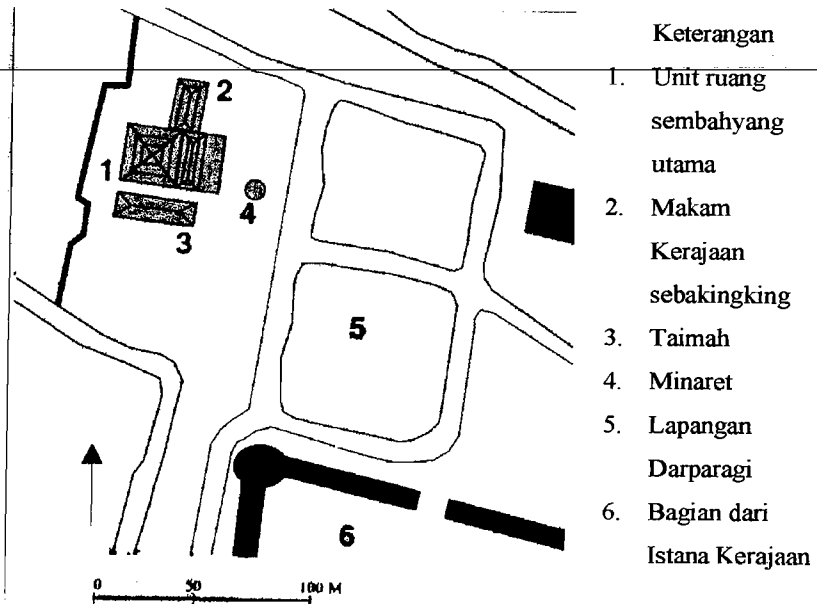 Keterangan
1. Unit ruang
sembahyang
utama
2. Makam
Kerajaan
sebakingking
3. Taimah
4. Minaret
5. Lapangan
Darparagi
6. Bagian dari
Istana Kerajaan
2
1
4
3
5
6
0 50 100 M